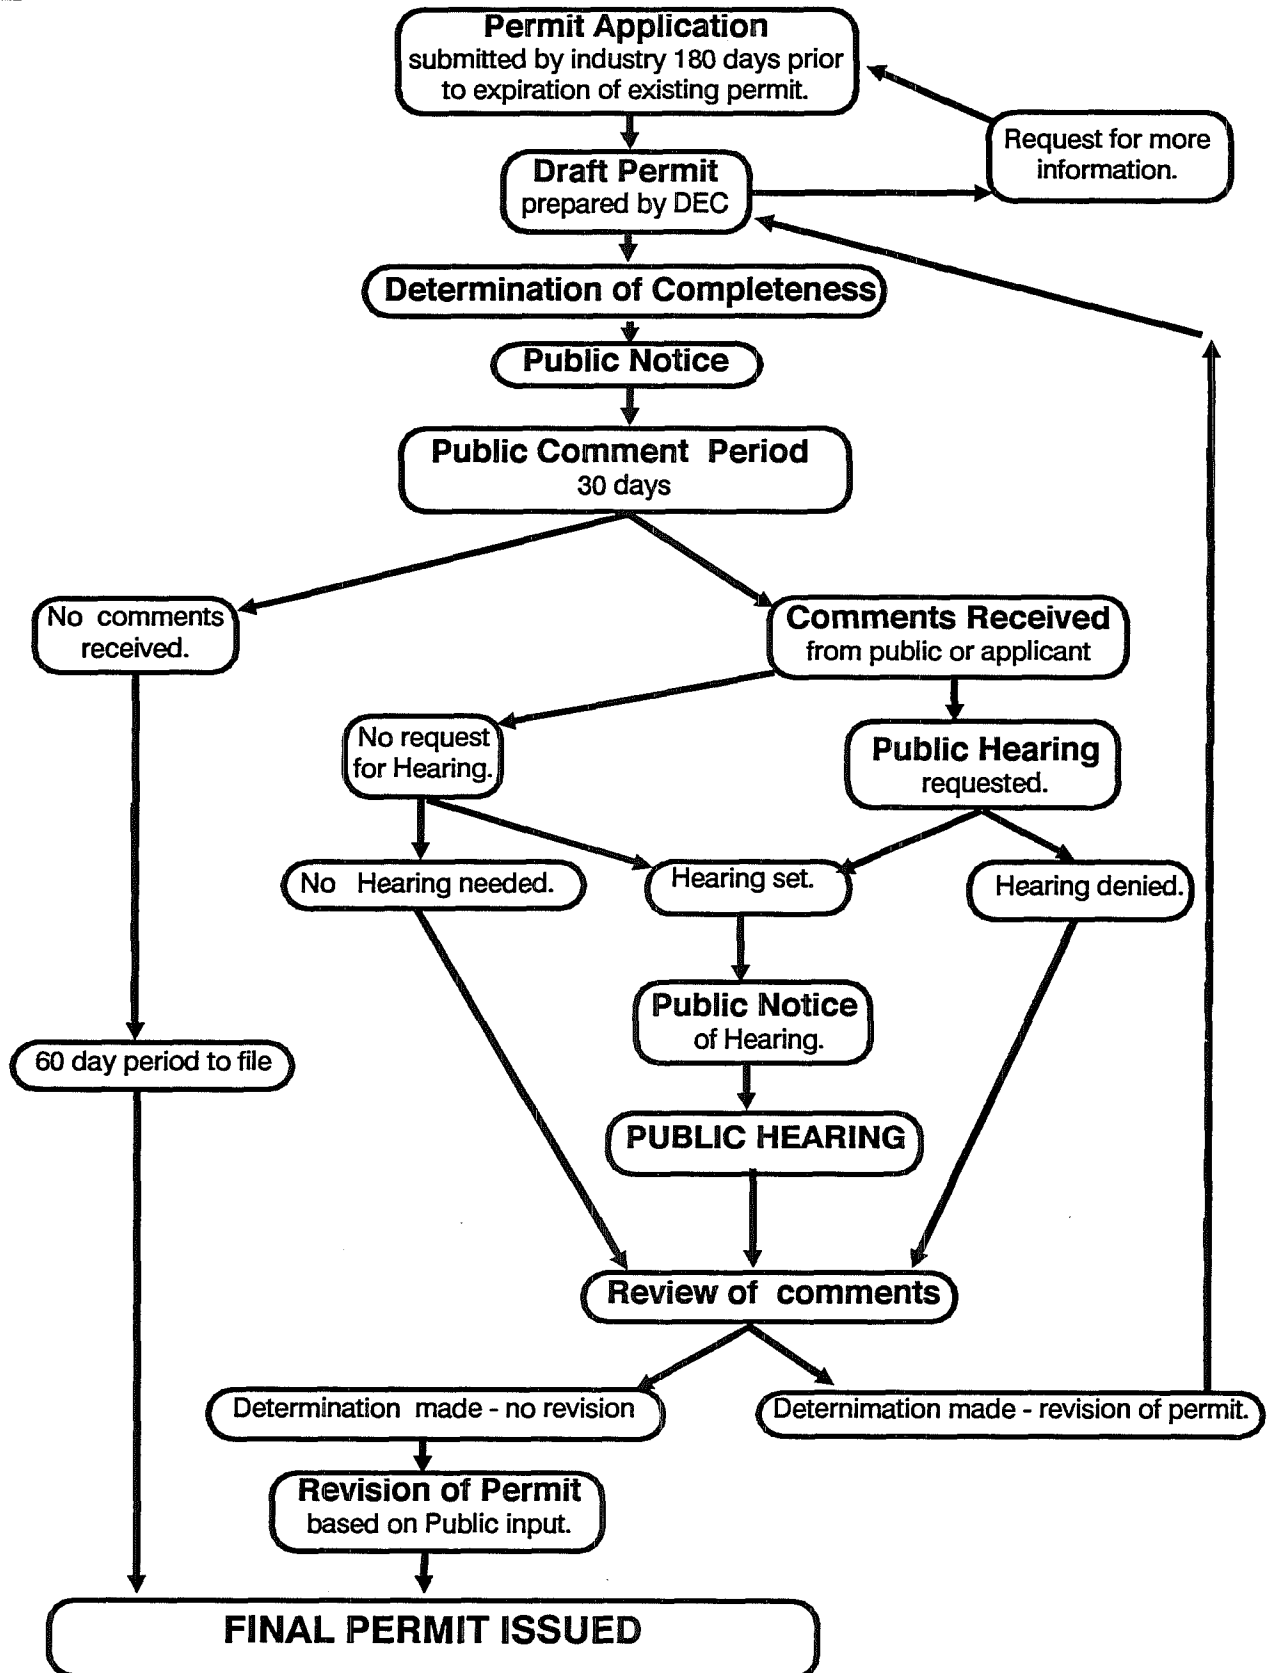 Permit Application
submitted by industry 180 days prior
to expiration of existing permit.
Request for more
information.
Draft Permit
prepared by DEC
Determination of Completeness
Public Notice
Public Comment Period
30 days
No comments
received.
Comments Received
from public or applicant
No request
for Hearing.
Public Hearing
requested.
No Hearing needed.
Hearing set.
Hearing denied.
Public Notice
of Hearing.
60 day period to file
PUBLIC HEARING
Review of comments
Determination made - no revision
Deternimation made - revision of permit.
Revision of Permit
based on Public input.
FINAL PERMIT ISSUED